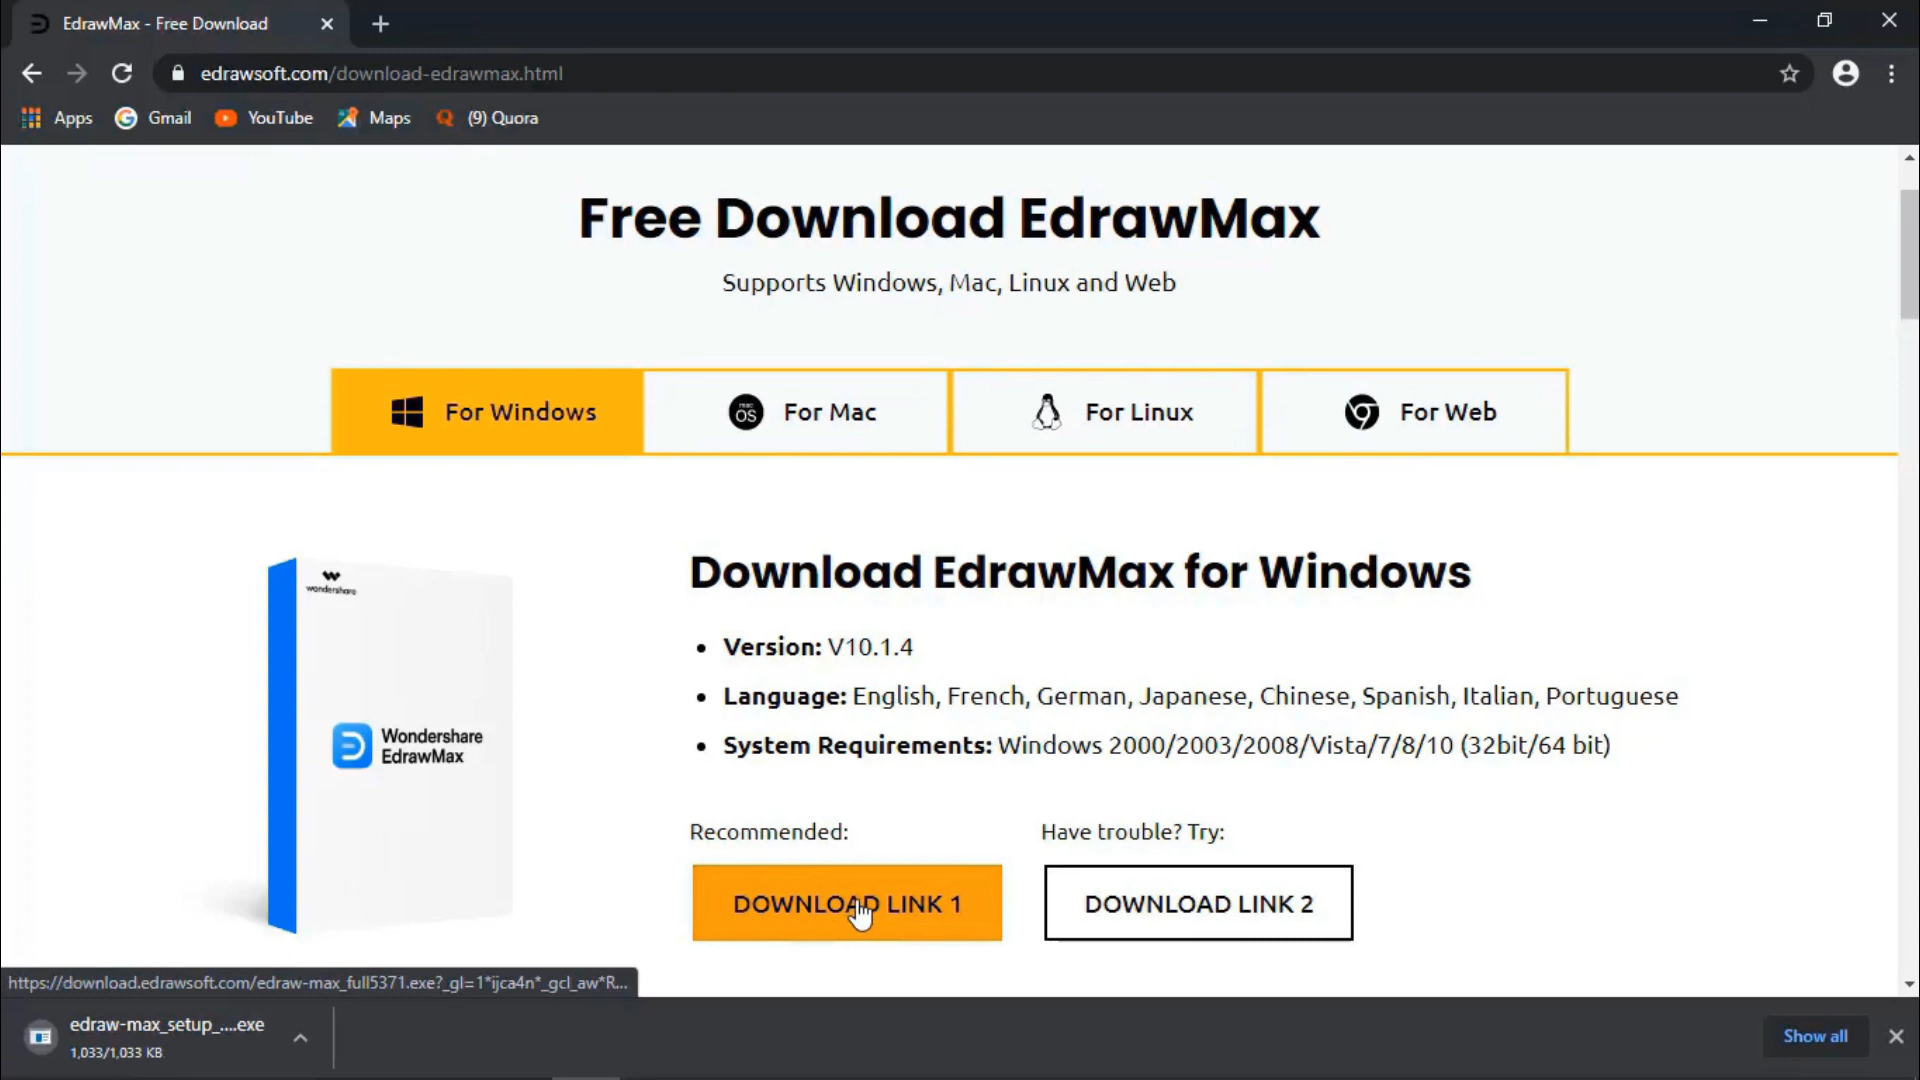 EdrawMax - Free Download
edrawsoft.com/download-edrawmax.html
Apps Gmail YouTube Maps (9) Quora
Free Download EdrawMax
Supports Windows, Mac, Linux and Web
For Windows
macOS For Mac
For Linux
For Web
wondershare
Wondershare
EdrawMax
Download EdrawMax for Windows
• Version: V10.1.4
• Language: English, French, German, Japanese, Chinese, Spanish, Italian, Portuguese
• System Requirements: Windows 2000/2003/2008/Vista/7/8/10 (32bit/64 bit)
Recommended:
DOWNLOAD LINK 1
Have trouble? Try:
DOWNLOAD LINK 2
https://download.edrawsoft.com/edraw-max_full5371.exe?_gl=1*ijca4n*_gcl_aw*R...
edraw-max_setup_....exe
1,033/1,033 KB
Show all